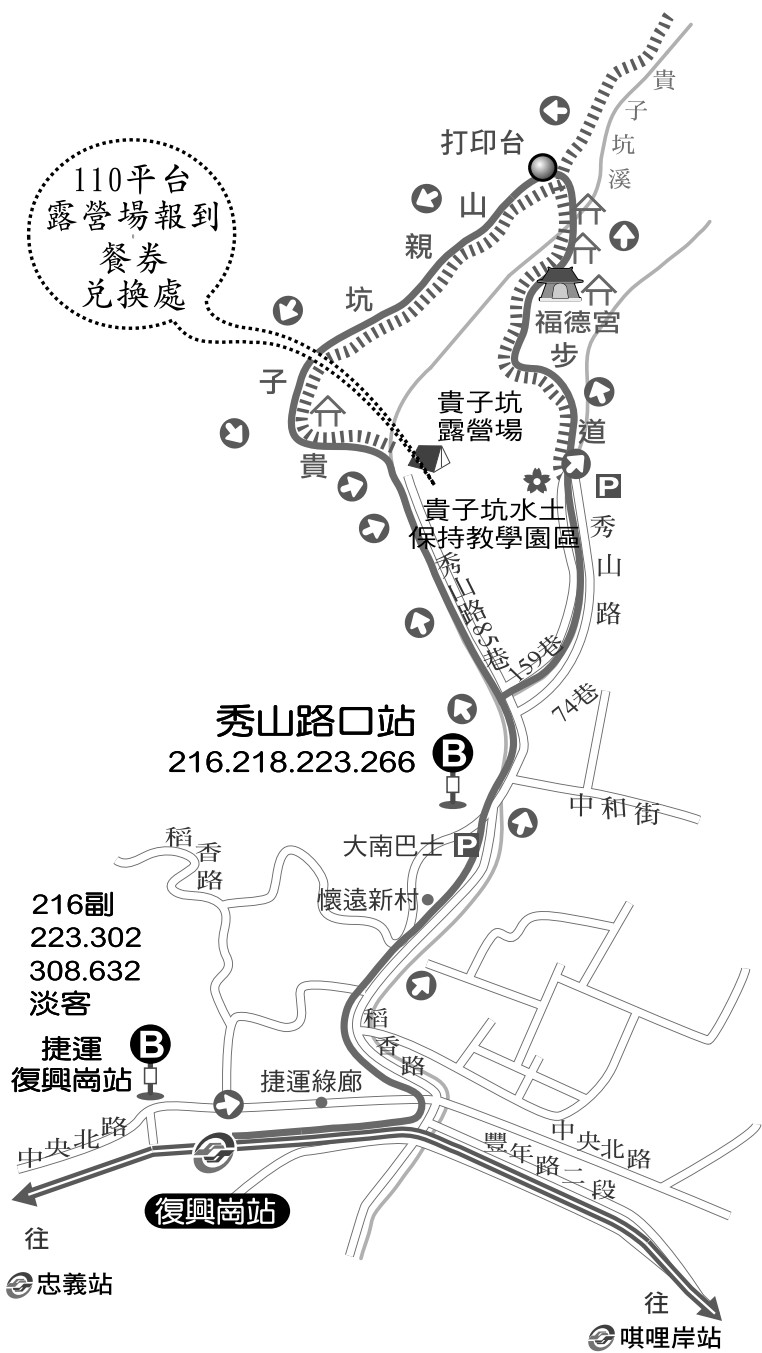 貴子坑溪
打印台
110平台
露營場報到
餐券
兌換處
貴子坑親山步道
福德宮
貴子坑
露營場
P
貴子坑水土
保持教學園區
秀山路
秀山路85巷
159巷
74巷
秀山路口站
216.218.223.266
B
中和街
大南巴士
P
稻香路
懷遠新村
216副
223.302
308.632
淡客
捷運
復興崗站
B
稻香路
捷運綠廊
中央北路
中央北路
豐年路二段
復興崗站
往
忠義站
往
唭哩岸站